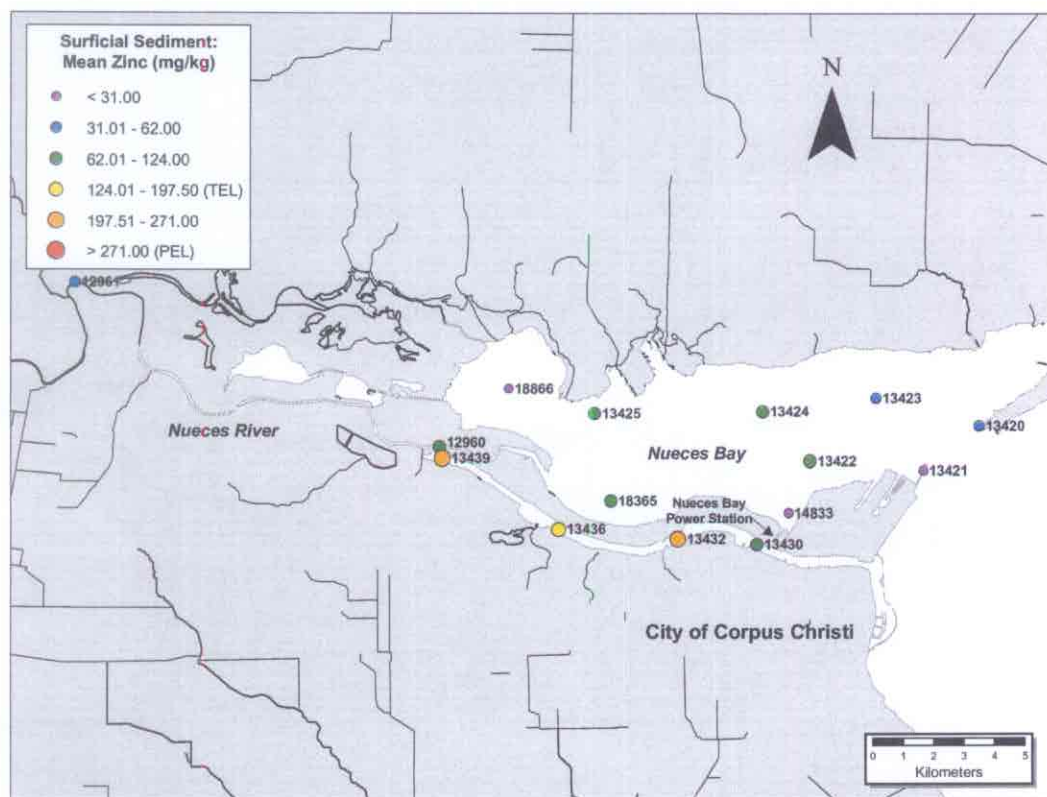 Surficial Sediment:
Mean Zinc (mg/kg)
< 31.00
31.01 - 62.00
62.01 - 124.00
124.01 - 197.50 (TEL)
197.51 - 271.00
> 271.00 (PEL)
N
12961
18866
13425
13424
13423
13420
Nueces River
12960
13439
Nueces Bay
13422
13421
18365
Nueces Bay
Power Station
14833
13436
13432
13430
City of Corpus Christi
0 1 2 3 4 5
Kilometers